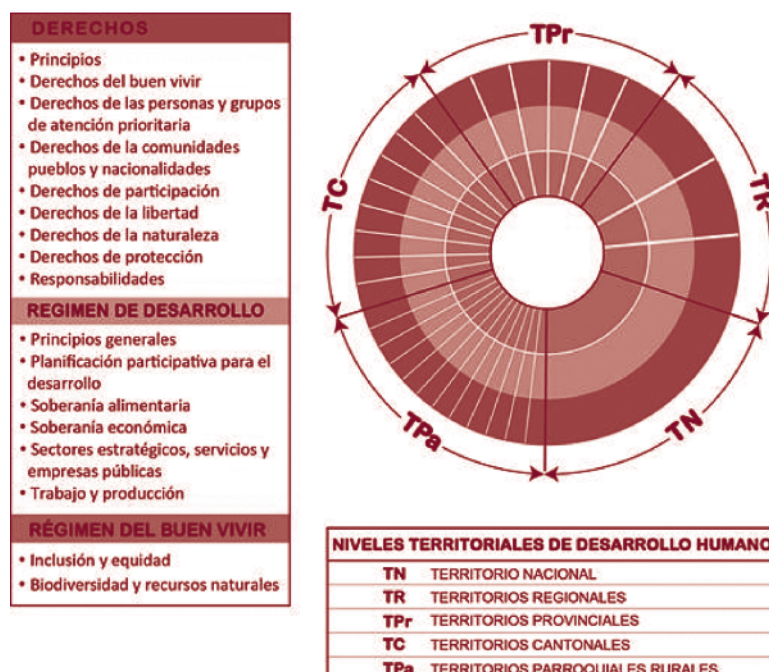 DERECHOS
• Principios
• Derechos del buen vivir
• Derechos de las personas y grupos
de atención prioritaria
• Derechos de la comunidades
pueblos y nacionalidades
• Derechos de participación
• Derechos de la libertad
• Derechos de la naturaleza
• Derechos de protección
• Responsabilidades
REGIMEN DE DESARROLLO
• Principios generales
• Planificación participativa para el
desarrollo
• Soberanía alimentaria
• Soberanía económica
• Sectores estratégicos, servicios y
empresas públicas
• Trabajo y producción
RÉGIMEN DEL BUEN VIVIR
• Inclusión y equidad
• Biodiversidad y recursos naturales
TPr
TC
TR
TPa
TN
NIVELES TERRITORIALES DE DESARROLLO HUMANO
TN TERRITORIO NACIONAL
TR TERRITORIOS REGIONALES
TPr TERRITORIOS PROVINCIALES
TC TERRITORIOS CANTONALES
TPa TERRITORIOS PARROQUIALES RURALES